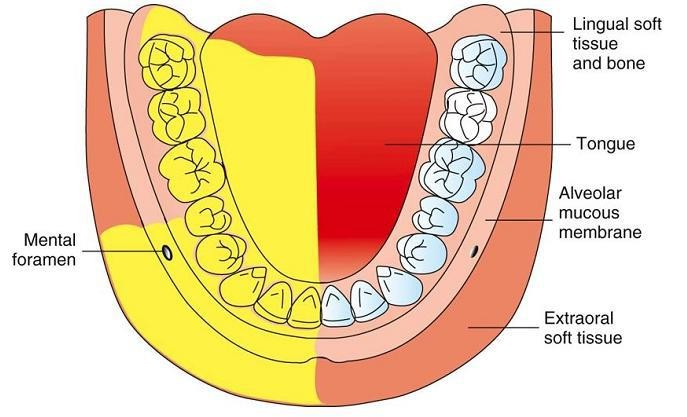 Lingual soft
tissue
and bone
Tongue
Alveolar
mucous
membrane
Mental
foramen
Extraoral
soft tissue